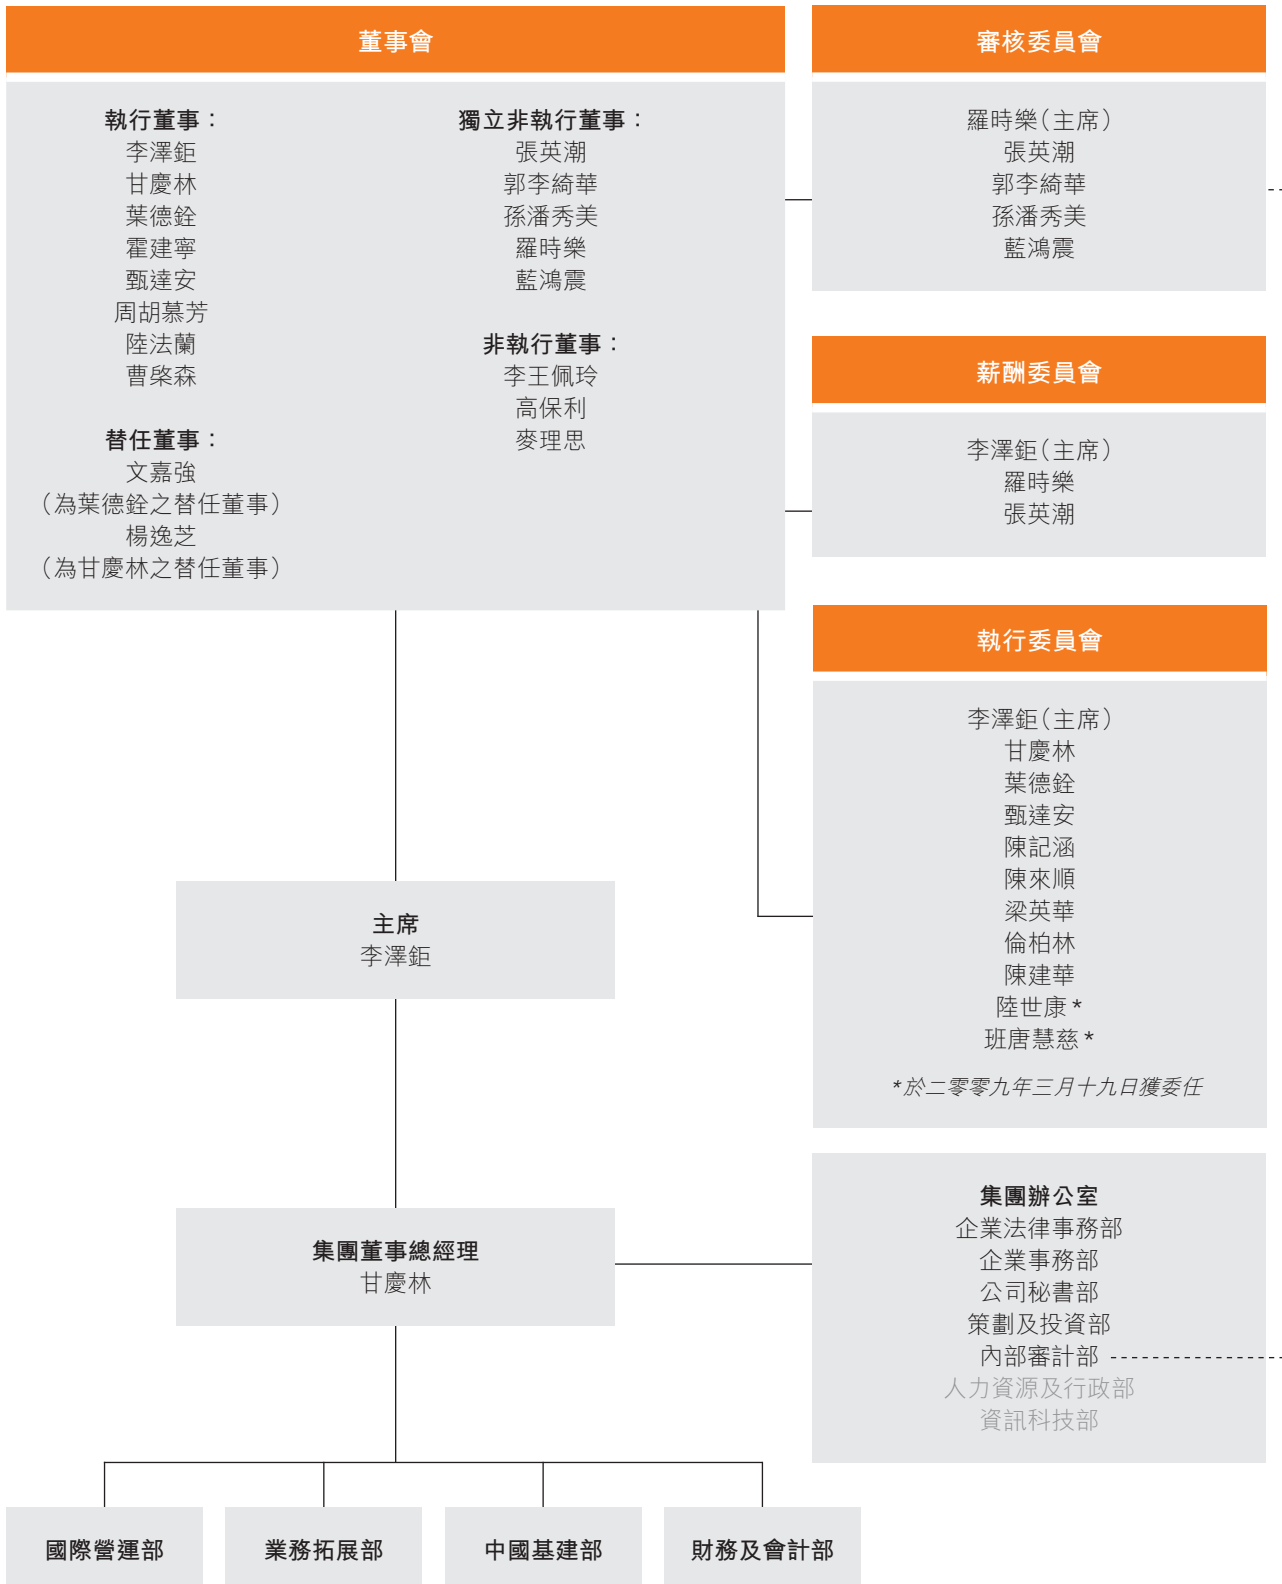 董事會
執行董事：
李澤鉅
甘慶林
葉德銓
霍建寧
甄達安
周胡慕芳
陸法蘭
曹棨森
替任董事：
文嘉強
（為葉德銓之替任董事）
楊逸芝
（為甘慶林之替任董事）
獨立非執行董事：
張英潮
郭李綺華
孫潘秀美
羅時樂
藍鴻震
非執行董事：
李王佩玲
高保利
麥理思
審核委員會
羅時樂（主席）
張英潮
郭李綺華
孫潘秀美
藍鴻震
薪酬委員會
李澤鉅（主席）
羅時樂
張英潮
執行委員會
李澤鉅（主席）
甘慶林
葉德銓
甄達安
陳記涵
陳來順
梁英華
倫柏林
陳建華
陸世康*
班唐慧慈*
*於二零零九年三月十九日獲委任
主席
李澤鉅
集團董事總經理
甘慶林
集團辦公室
企業法律事務部
企業事務部
公司秘書部
策劃及投資部
內部審計部
人力資源及行政部
資訊科技部
國際營運部
業務拓展部
中國基建部
財務及會計部